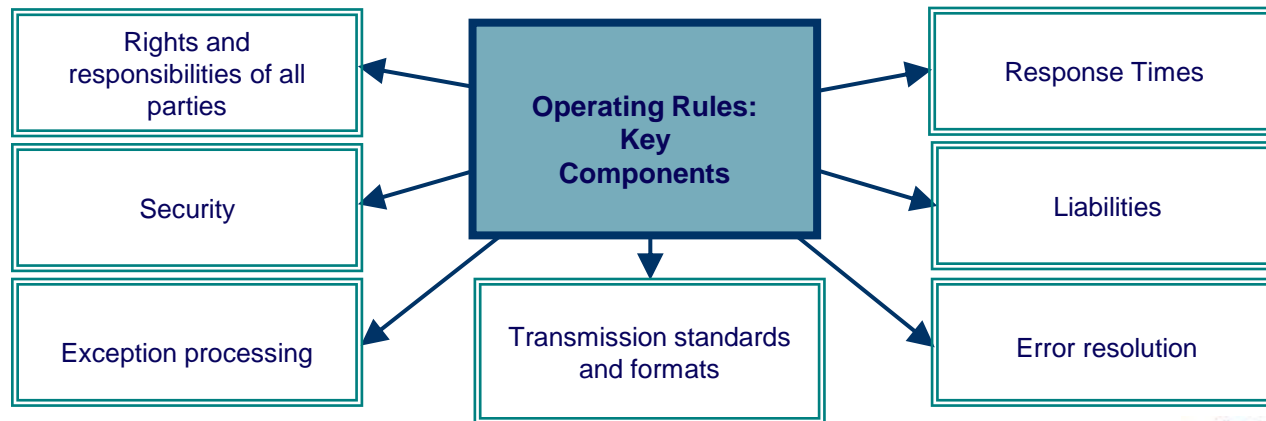 Rights and
responsibilities of all
parties
Operating Rules:
Key
Components
Response Times
Security
Liabilities
Exception processing
Transmission standards
and formats
Error resolution